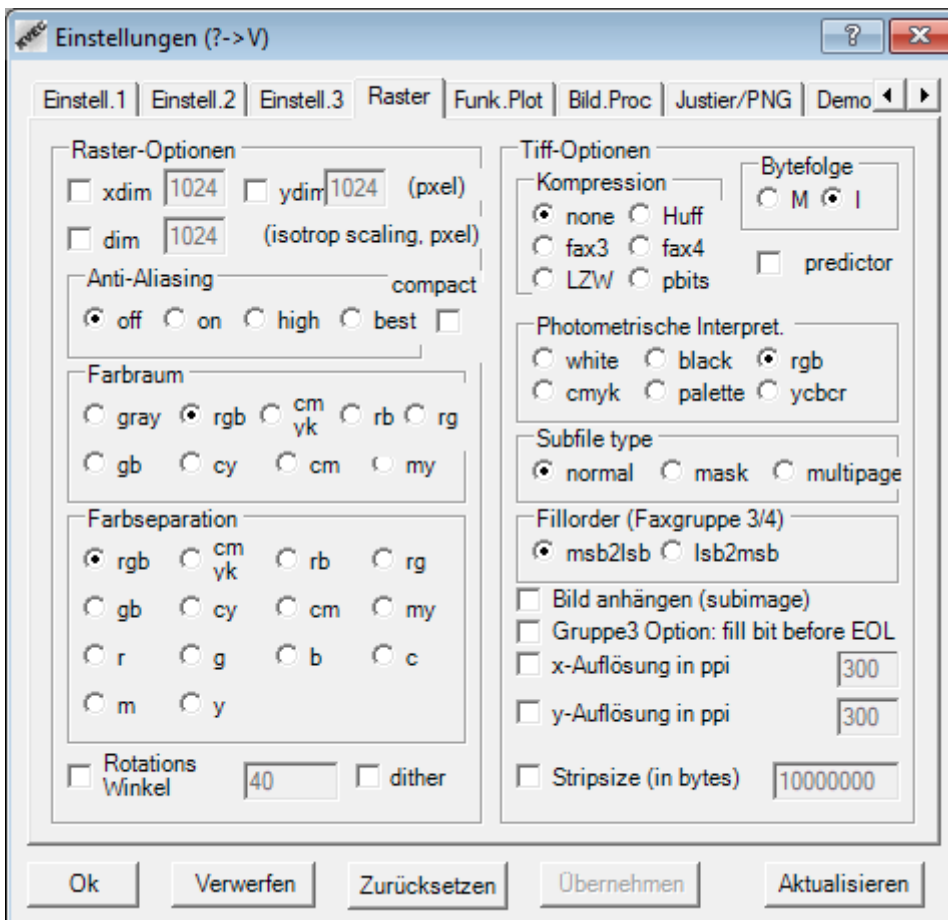 KVEC Einstellungen (?->V)
Einstell.1 Einstell.2 Einstell.3 Raster Funk.Plot Bild.Proc Justier/PNG Demo
Raster-Optionen
xdim 1024 ydim 1024 (pxel)
dim 1024 (isotrop scaling, pxel)
Anti-Aliasing compact
off on high best
Farbraum
gray rgb cm yk rb rg
gb cy cm my
Farbseparation
rgb cm yk rb rg
gb cy cm my
r g b c
m y
Rotations
Winkel 40 dither
Tiff-Optionen
Kompression
none Huff
fax3 fax4
LZW pbits
Bytefolge
M I
predictor
Photometrische Interpret.
white black rgb
cmyk palette ycbcr
Subfile type
normal mask multipage
Fillorder (Faxgruppe 3/4)
msb2lsb lsb2msb
Bild anhängen (subimage)
Gruppe3 Option: fill bit before EOL
x-Auflösung in ppi 300
y-Auflösung in ppi 300
Stripsize (in bytes) 10000000
Ok Verwerfen Zurücksetzen Übernehmen Aktualisieren